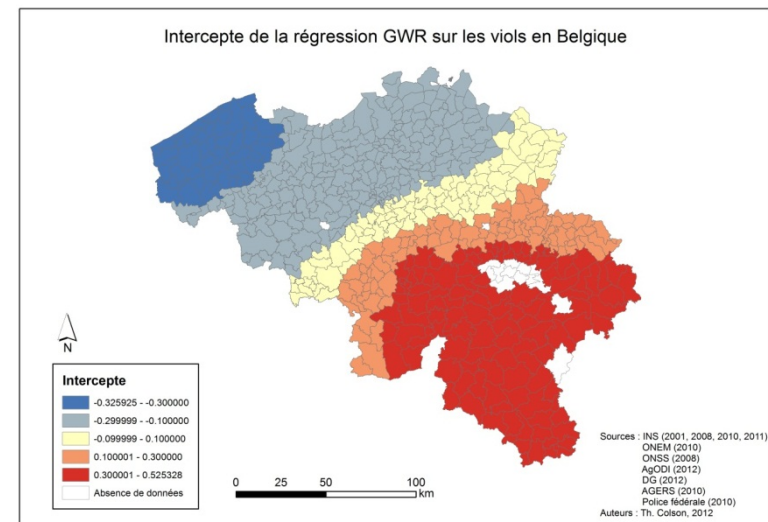 Intercepte de la régression GWR sur les viols en Belgique
N
Intercepte
-0.325925 - -0.300000
-0.299999 - -0.100000
-0.099999 - 0.100000
0.100001 - 0.300000
0.300001 - 0.525328
Absence de données
0 25 50 100
km
Sources : INS (2001, 2008, 2010, 2011)
ONEM (2010)
ONSS (2008)
AgODI (2012)
DG (2012)
AGERS (2010)
Police fédérale (2010)
Auteurs : Th. Colson, 2012